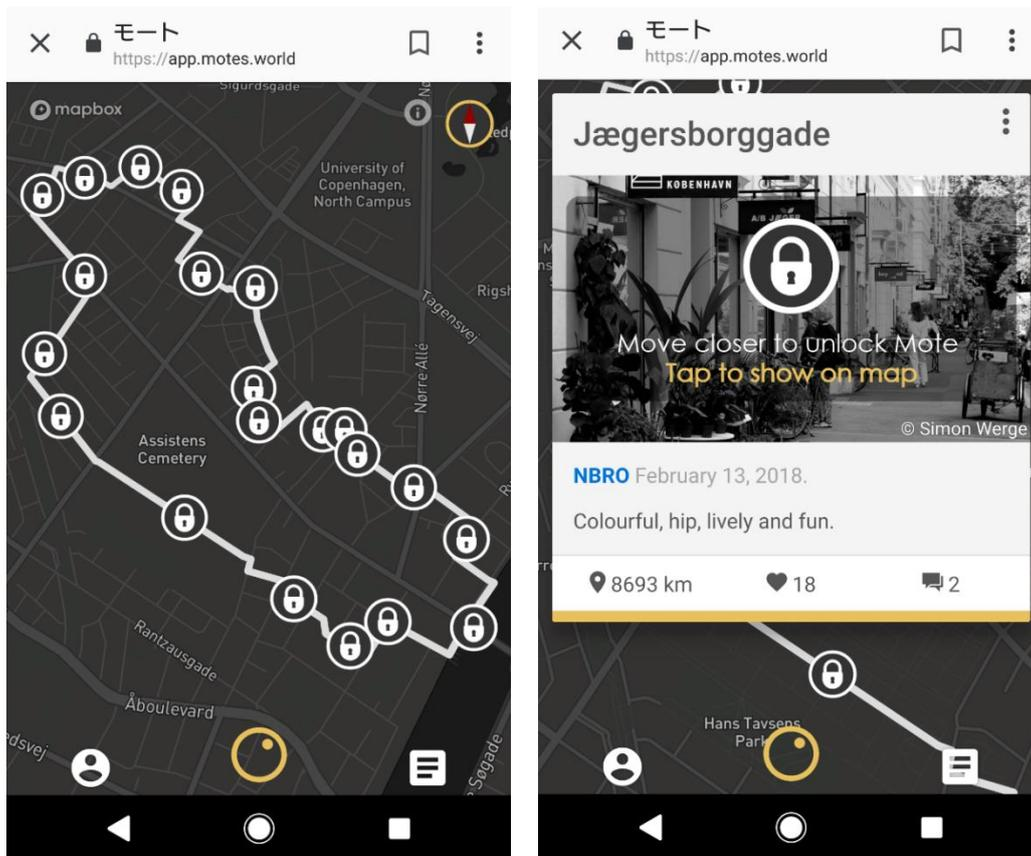 モート
https://app.motes.world
Sigurdsgade
mapbox
University of
Copenhagen,
North Campus
Tagensvej
Nørre Allé
Assistens
Cemetery
Rantzausgade
Åboulevard
Søgade
モート
https://app.motes.world
Jægersborggade
KØBENHAVN
A/B JÆGER
Move closer to unlock Mote
Tap to show on map
© Simon Werge
NBRO February 13, 2018.
Colourful, hip, lively and fun.
8693 km
18
2
Hans Tavsens
Park